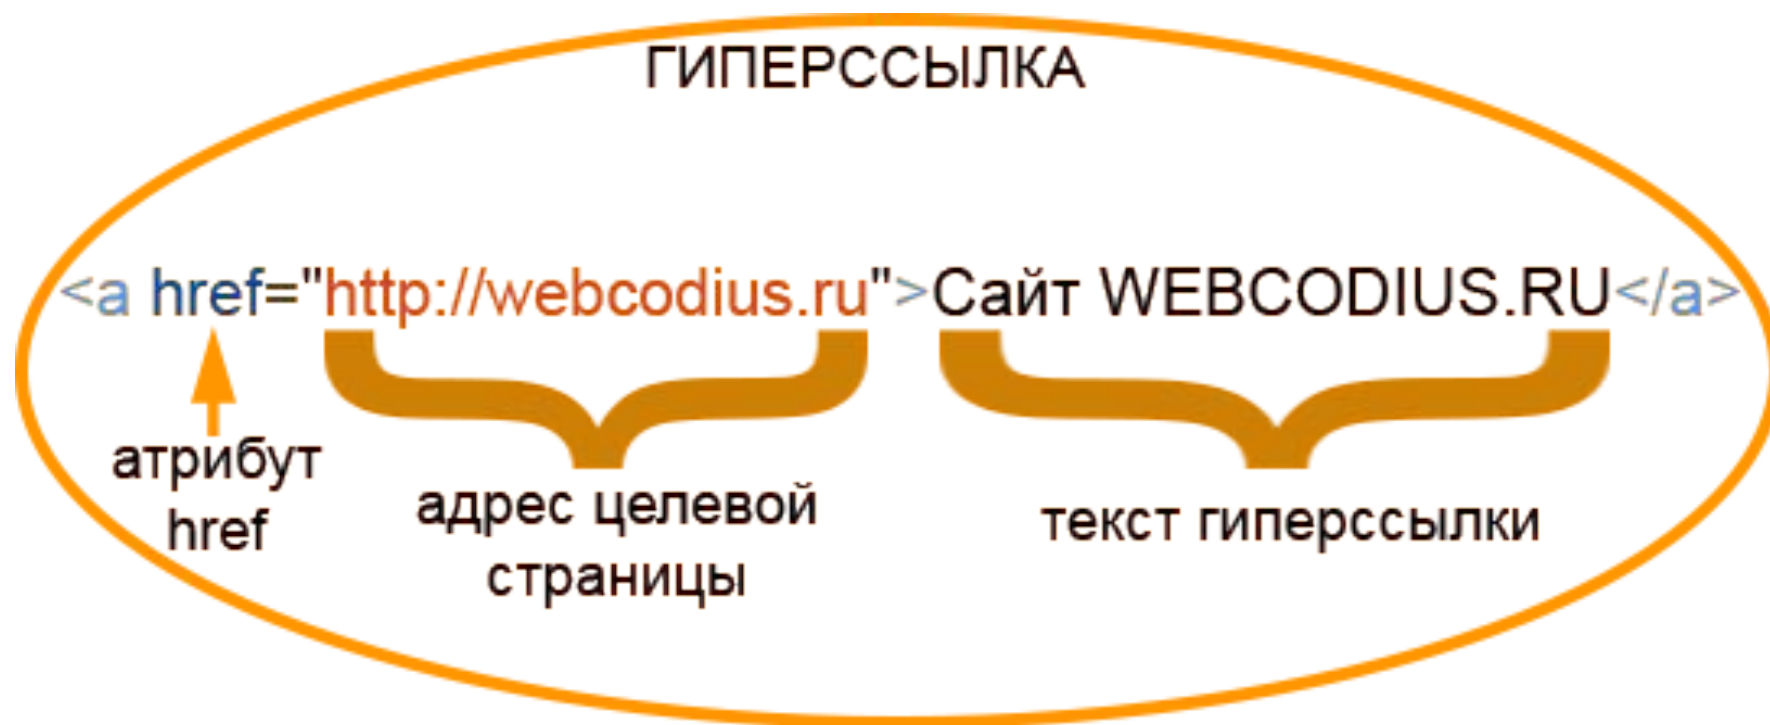 ГИПЕРССЫЛКА
<a href="http://webcodius.ru">Сайт WEBCODIUS.RU</a>
атрибут
href
адрес целевой
страницы
текст гиперссылки